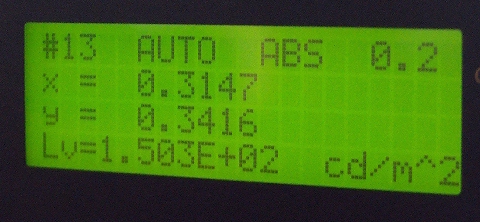 #13 AUTO ABS 0.2
x = 0.3147
y = 0.3416
Lv=1.503E+02 cd/m^2